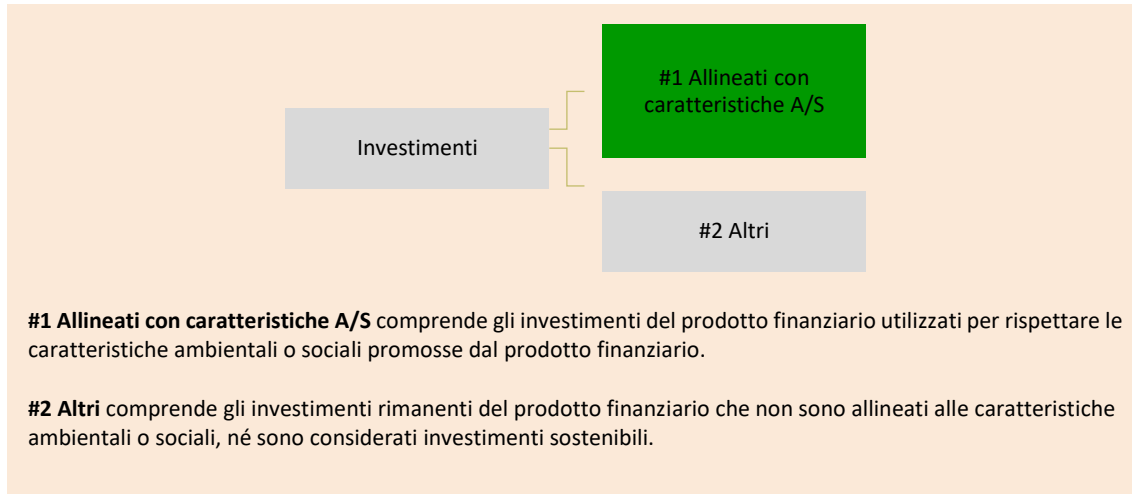 #1 Allineati con
caratteristiche A/S
Investimenti
#2 Altri
#1 Allineati con caratteristiche A/S comprende gli investimenti del prodotto finanziario utilizzati per rispettare le
caratteristiche ambientali o sociali promosse dal prodotto finanziario.
#2 Altri comprende gli investimenti rimanenti del prodotto finanziario che non sono allineati alle caratteristiche
ambientali o sociali, né sono considerati investimenti sostenibili.